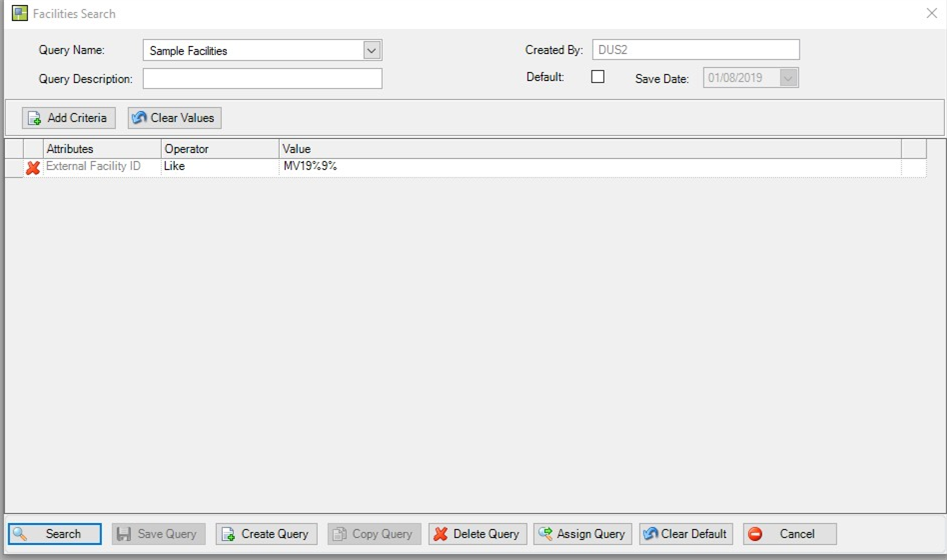 Facilities Search
Query Name: Sample Facilities Created By: DUS2
Query Description: Default: Save Date: 01/08/2019
Add Criteria Clear Values
Attributes Operator Value
External Facility ID Like MV19%9%
Search Save Query Create Query Copy Query Delete Query Assign Query Clear Default Cancel